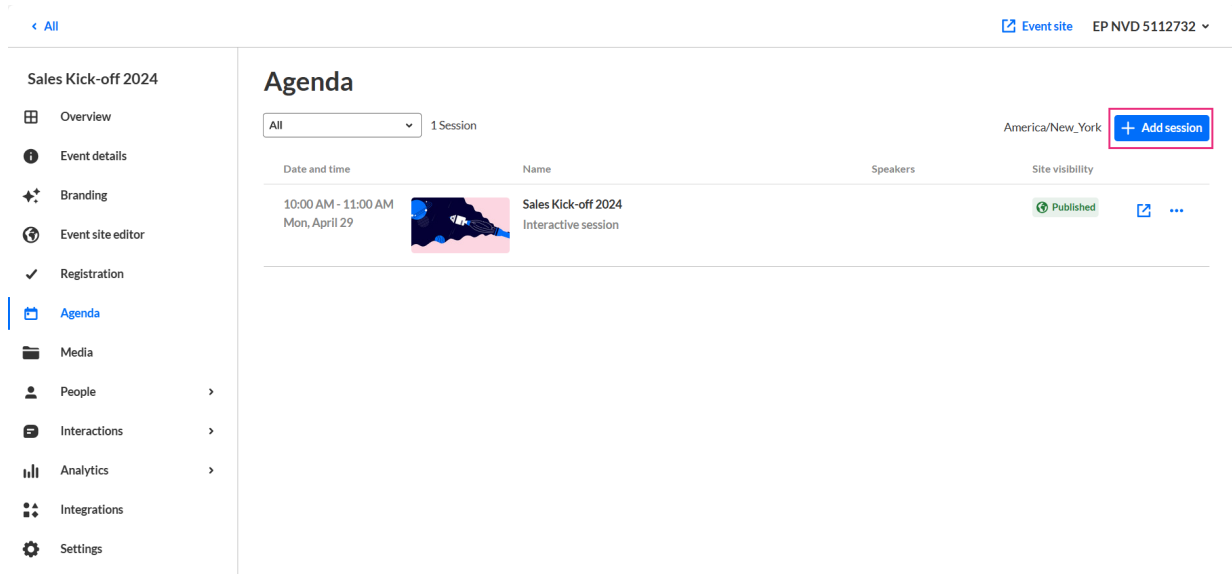 All
Event site
EP NVD 5112732
Sales Kick-off 2024
Overview
Event details
Branding
Event site editor
Registration
Agenda
Media
People
Interactions
Analytics
Integrations
Settings
Agenda
All
1 Session
America/New_York
Add session
Date and time
Name
Speakers
Site visibility
10:00 AM - 11:00 AM
Mon, April 29
Sales Kick-off 2024
Interactive session
Published